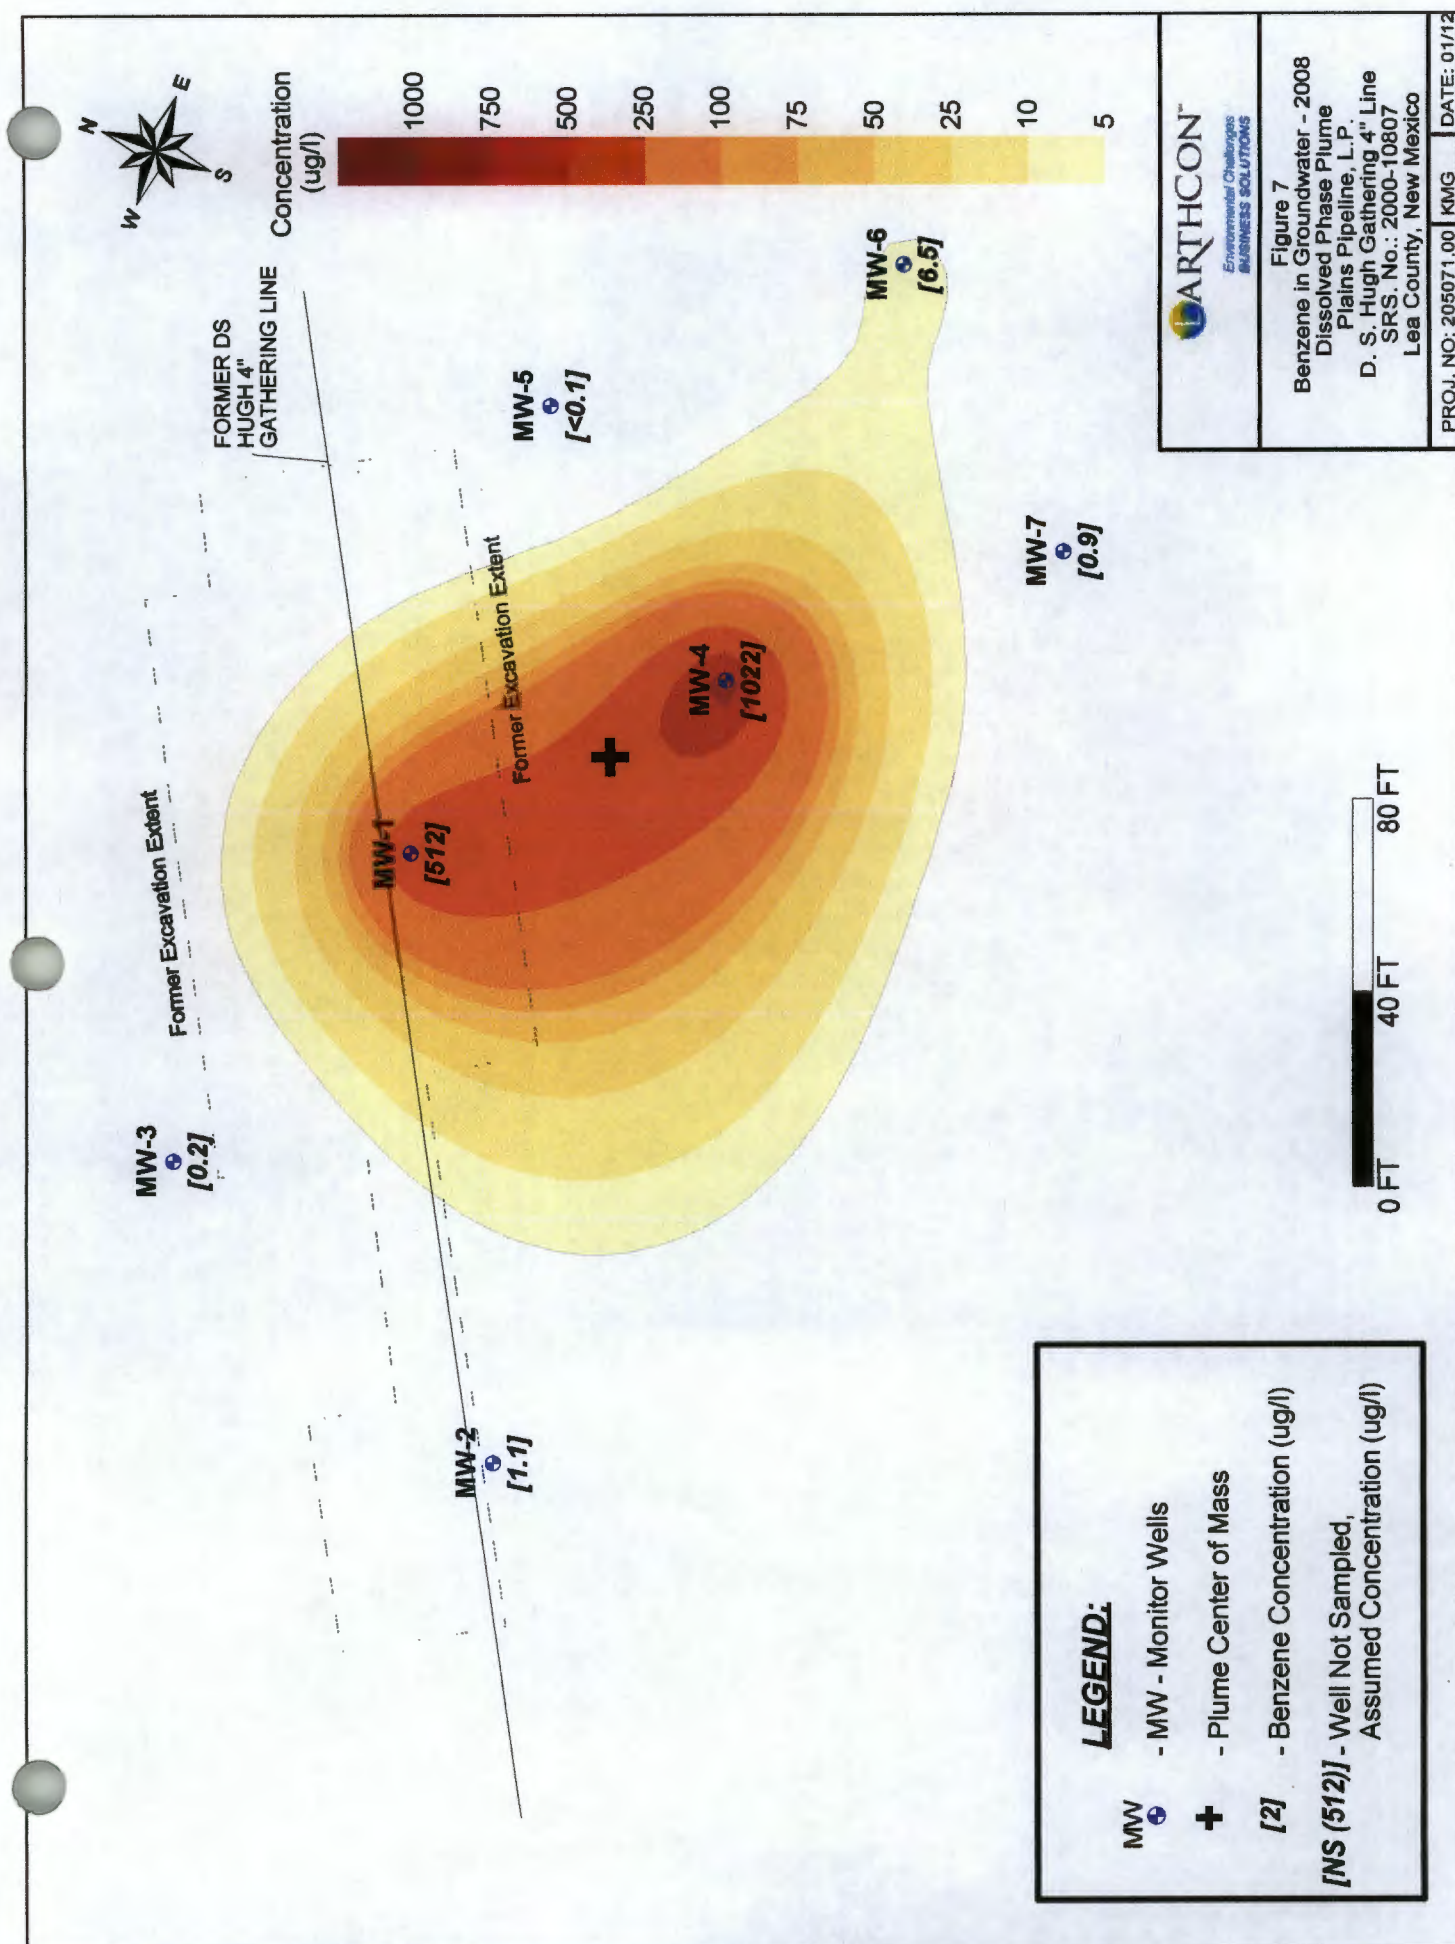 N
E
S
W
Concentration
(ug/l)
1000
750
500
250
100
75
50
25
10
5
FORMER DS
HUGH 4"
GATHERING LINE
Former Excavation Extent
Former Excavation Extent
MW-3
[0.2]
MW-1
[512]
MW-5
[<0.1]
MW-2
[1.1]
MW-4
[1022]
MW-6
[6.5]
MW-7
[0.9]
0 FT
40 FT
80 FT
LEGEND:
MW
- MW - Monitor Wells
- Plume Center of Mass
[2] - Benzene Concentration (ug/l)
[NS (512)] - Well Not Sampled,
Assumed Concentration (ug/l)
ARTHCON™
Environmental Challenges
BUSINESS SOLUTIONS
Figure 7
Benzene in Groundwater - 2008
Dissolved Phase Plume
Plains Pipeline, L.P.
D. S. Hugh Gathering 4" Line
SRS. No.: 2000-10807
Lea County, New Mexico
PROJ. NO: 205071.00 KMG DATE: 01/12